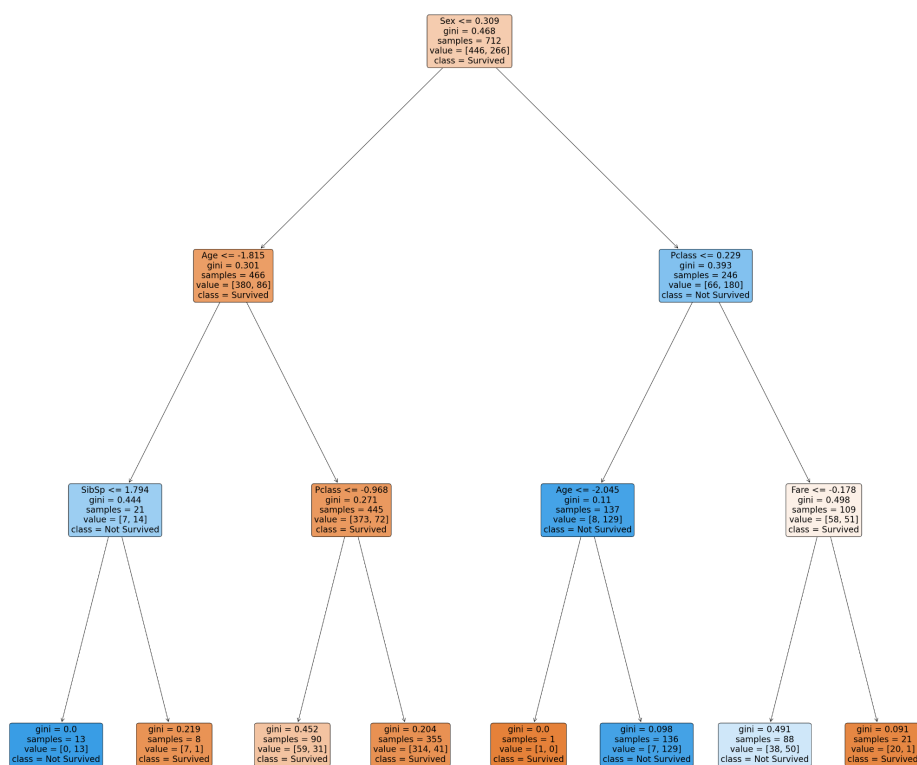 Sex <= 0.309
gini = 0.468
samples = 712
value = [446, 266]
class = Survived
Age <= -1.815
gini = 0.301
samples = 466
value = [380, 86]
class = Survived
Pclass <= 0.229
gini = 0.393
samples = 246
value = [66, 180]
class = Not Survived
SibSp <= 1.794
gini = 0.444
samples = 21
value = [7, 14]
class = Not Survived
Pclass <= -0.968
gini = 0.271
samples = 445
value = [373, 72]
class = Survived
Age <= -2.045
gini = 0.11
samples = 137
value = [8, 129]
class = Not Survived
Fare <= -0.178
gini = 0.498
samples = 109
value = [58, 51]
class = Survived
gini = 0.0
samples = 13
value = [0, 13]
class = Not Survived
gini = 0.219
samples = 8
value = [7, 1]
class = Survived
gini = 0.452
samples = 90
value = [59, 31]
class = Survived
gini = 0.204
samples = 355
value = [314, 41]
class = Survived
gini = 0.0
samples = 1
value = [1, 0]
class = Survived
gini = 0.098
samples = 136
value = [7, 129]
class = Not Survived
gini = 0.491
samples = 88
value = [38, 50]
class = Not Survived
gini = 0.091
samples = 21
value = [20, 1]
class = Survived